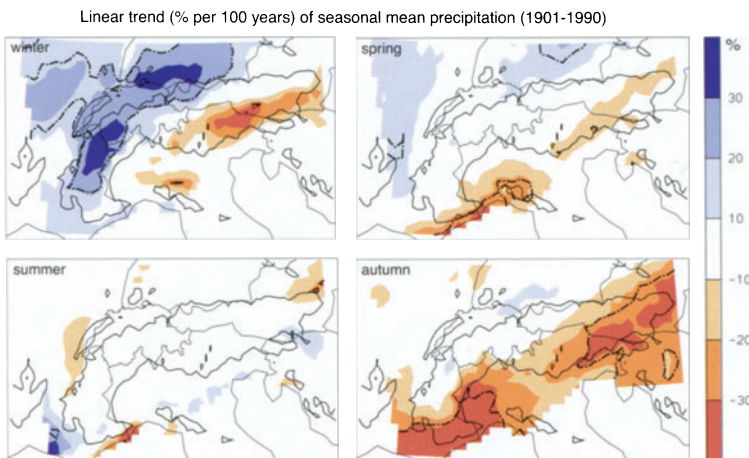 Linear trend (% per 100 years) of seasonal mean precipitation (1901-1990)
winter
spring
%
30
20
10
-10
-20
-30
summer
autumn